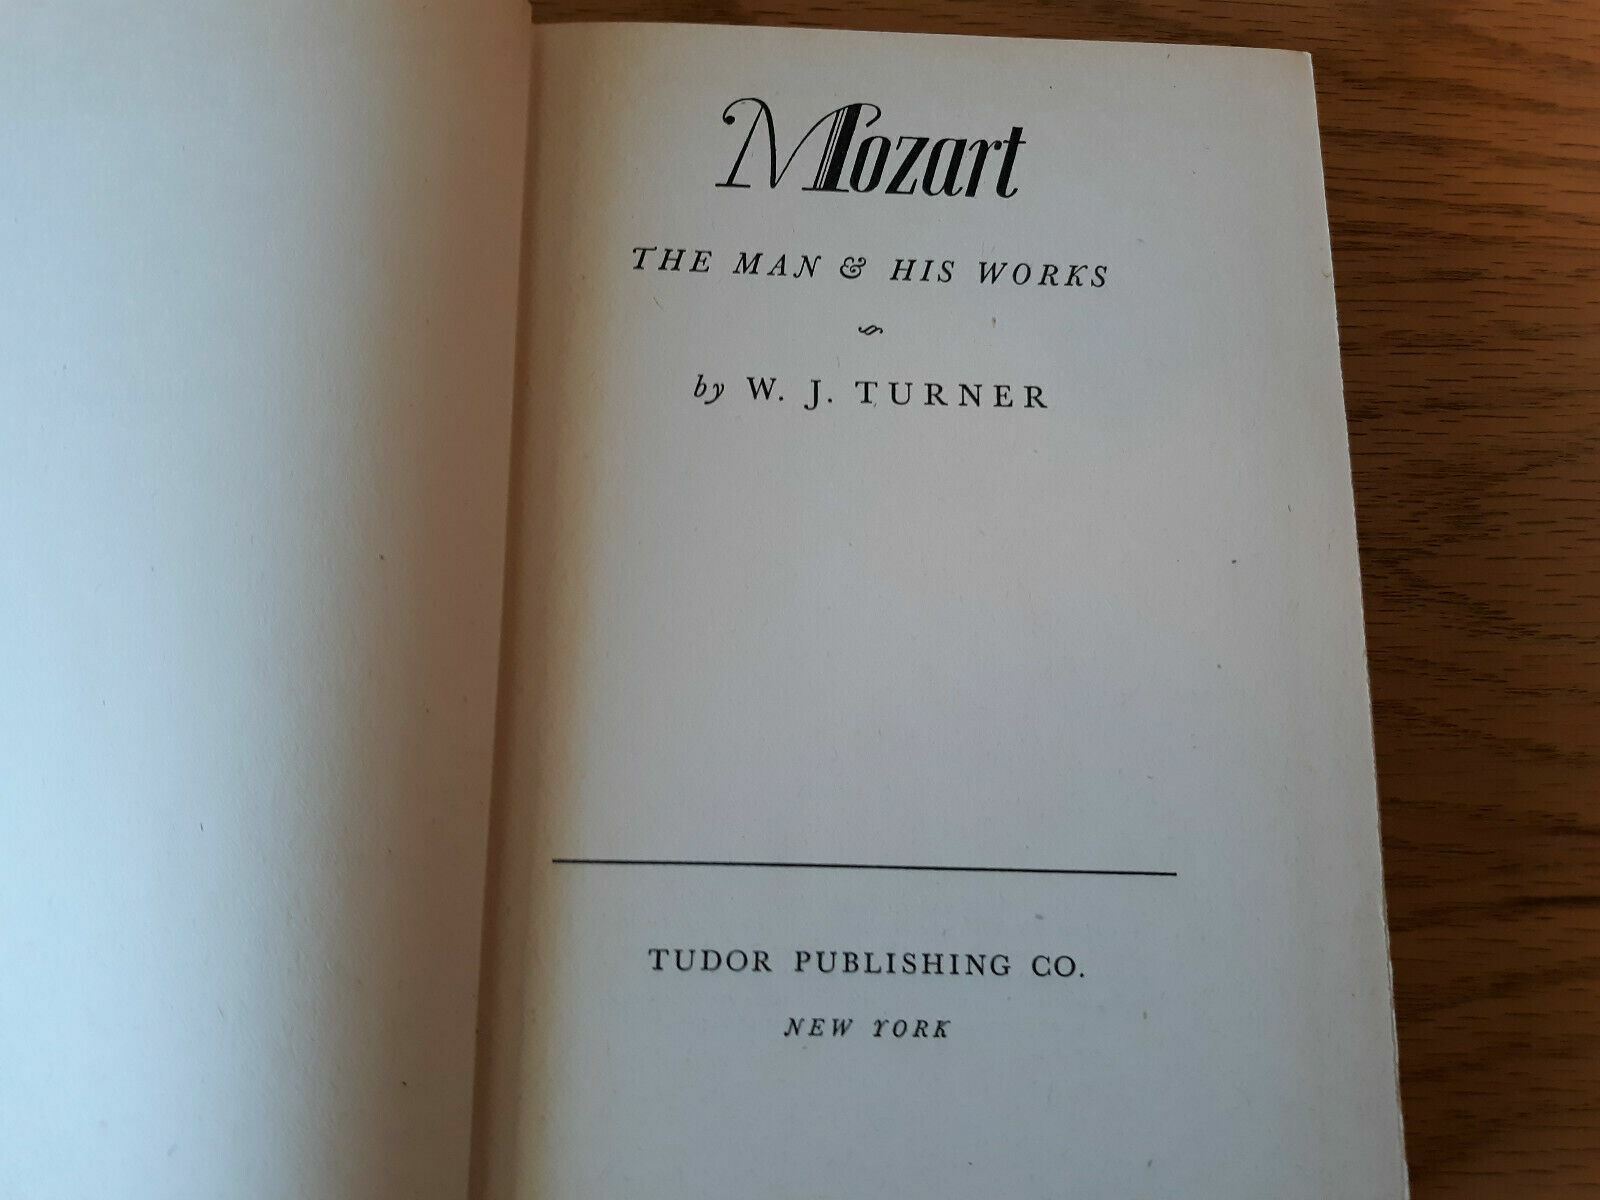 Mozart
THE MAN & HIS WORKS
by W. J. TURNER
TUDOR PUBLISHING CO.
NEW YORK